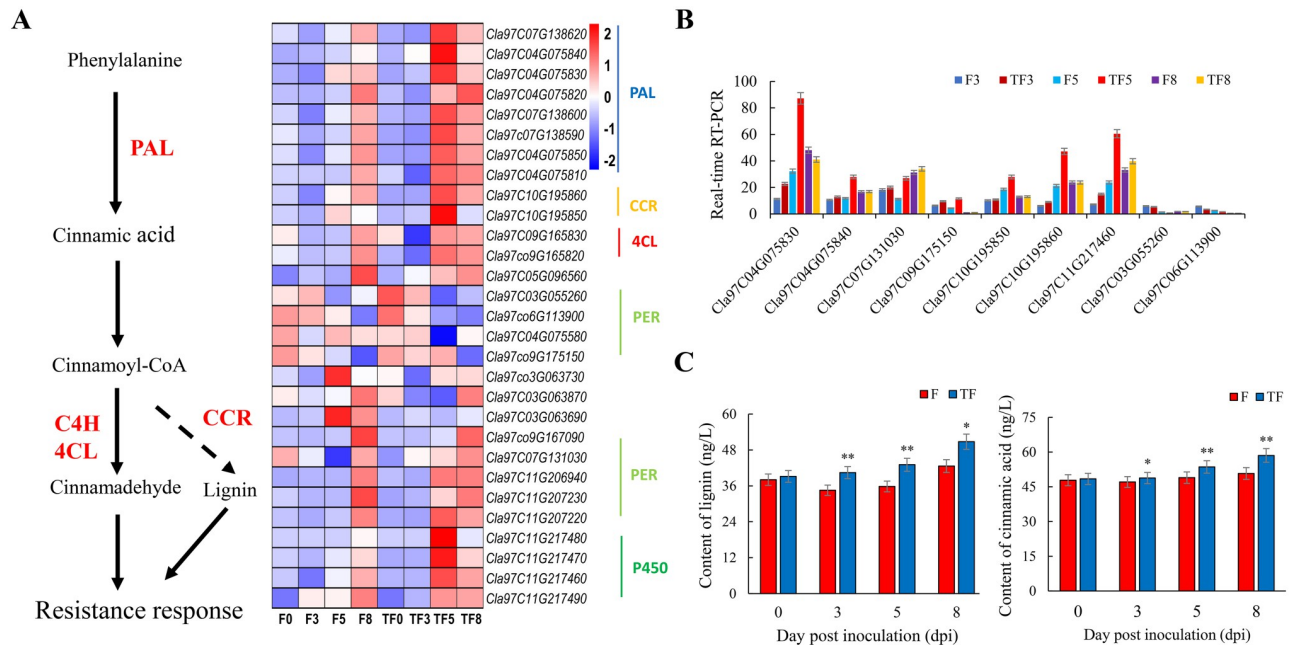 A
Phenylalanine
PAL
Cinnamic acid
Cinnamoyl-CoA
C4H
4CL
CCR
Cinnamadehyde
Lignin
Resistance response
Cla97C07G138620
Cla97C04G075840
Cla97C04G075830
Cla97C04G075820
Cla97C07G138600
Cla97c07G138590
Cla97C04G075850
Cla97C04G075810
Cla97C10G195860
Cla97C10G195850
Cla97C09G165830
Cla97co9G165820
Cla97C05G096560
Cla97C03G055260
Cla97co6G113900
Cla97C04G075580
Cla97co9G175150
Cla97co3G063730
Cla97C03G063870
Cla97C03G063690
Cla97co9G167090
Cla97C07G131030
Cla97C11G206940
Cla97C11G207230
Cla97C11G207220
Cla97C11G217480
Cla97C11G217470
Cla97C11G217460
Cla97C11G217490
F0 F3 F5 F8 TF0 TF3 TF5 TF8
2
1
0
-1
-2
PAL
CCR
4CL
PER
PER
P450
B
Real-time RT-PCR
100
80
60
40
20
0
F3 TF3 F5 TF5 F8 TF8
Cla97C04G075830
Cla97C04G075840
Cla97C07G131030
Cla97C09G175150
Cla97C10G195850
Cla97C10G195860
Cla97C11G217460
Cla97C03G055260
Cla97C06G113900
C
Content of lignin (ng/L)
60
48
36
24
12
0
F TF
**
**
*
0 3 5 8
Day post inoculation (dpi)
Content of cinnamic acid (ng/L)
75
60
45
30
15
0
F TF
*
**
**
0 3 5 8
Day post inoculation (dpi)